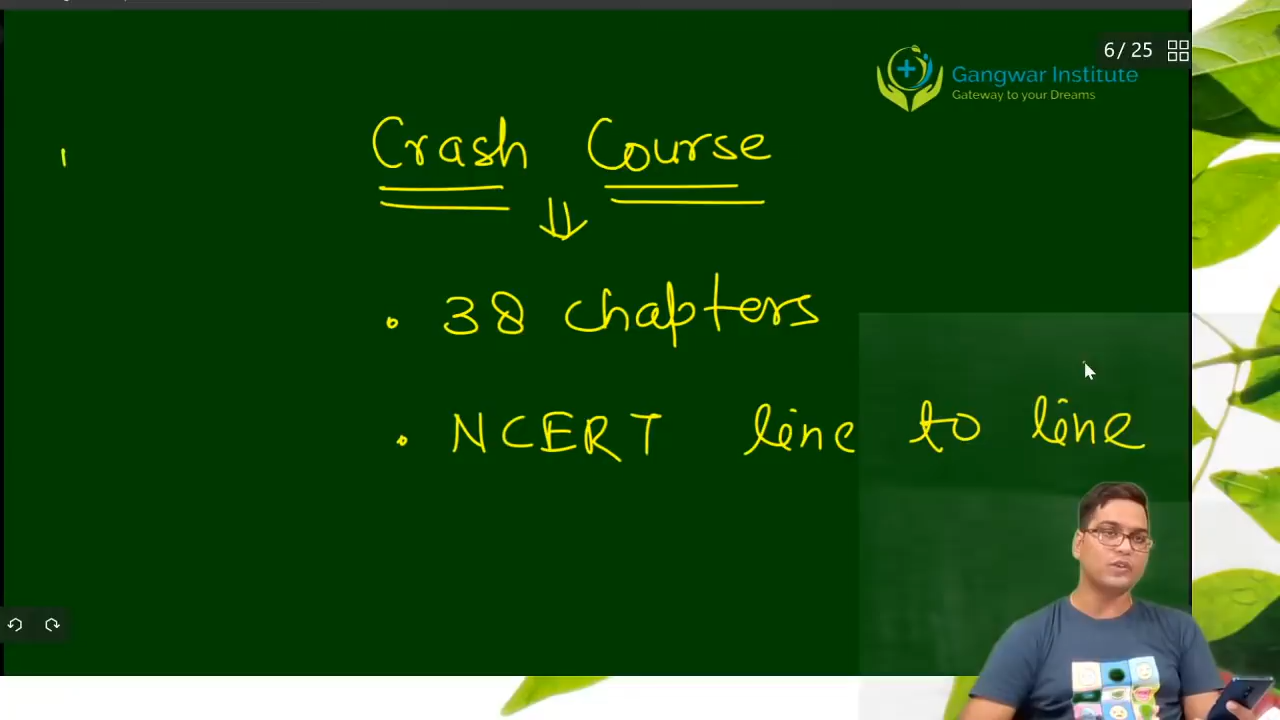 6/25
Gangwar Institute
Gateway to your Dreams
Crash Course
. 38 chapters
. NCERT line to line